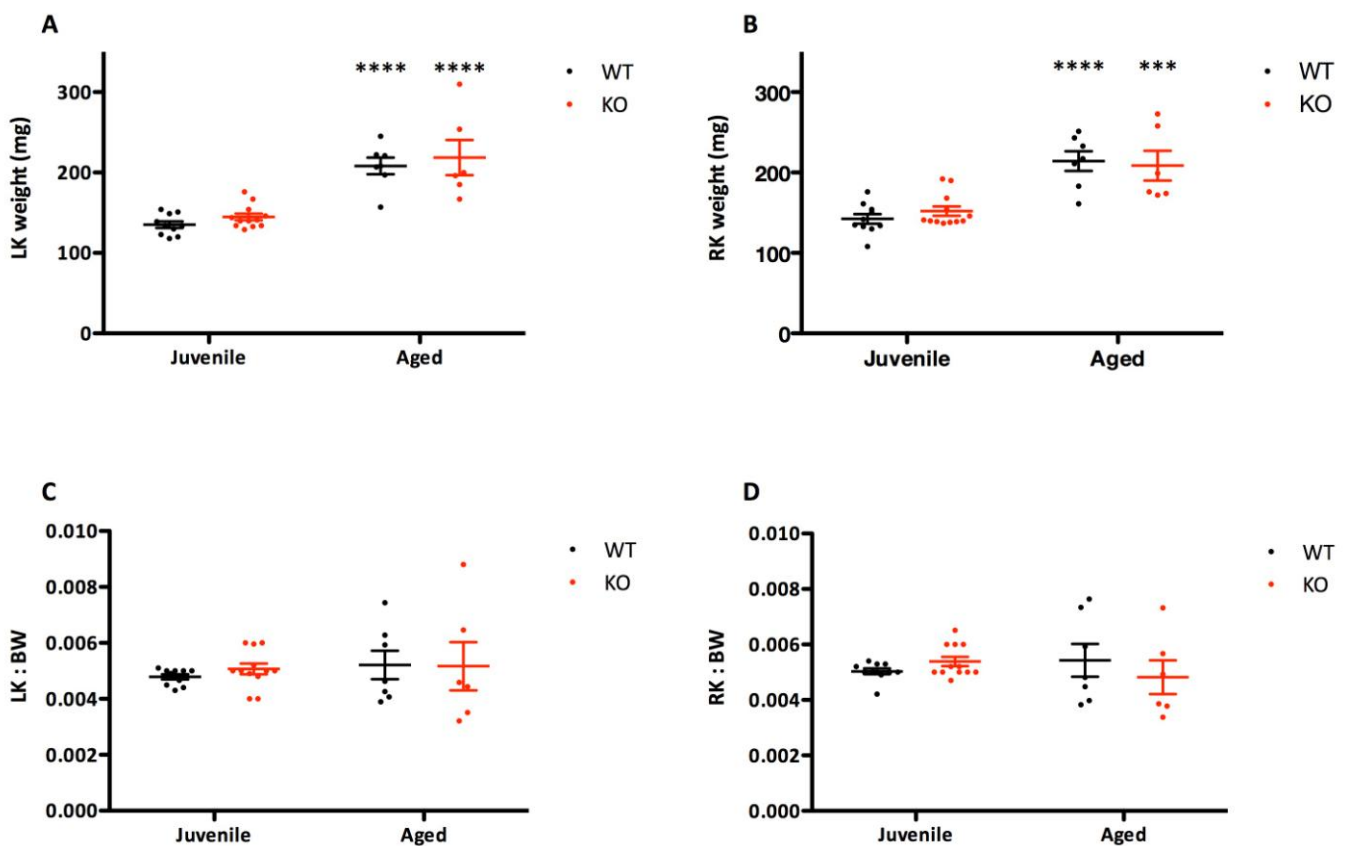 A
LK weight (mg)
300
200
100
0
**** ****
WT
KO
Juvenile Aged
B
RK weight (mg)
300
200
100
0
**** ***
WT
KO
Juvenile Aged
C
LK : BW
0.010
0.008
0.006
0.004
0.002
0.000
WT
KO
Juvenile Aged
D
RK : BW
0.010
0.008
0.006
0.004
0.002
0.000
WT
KO
Juvenile Aged